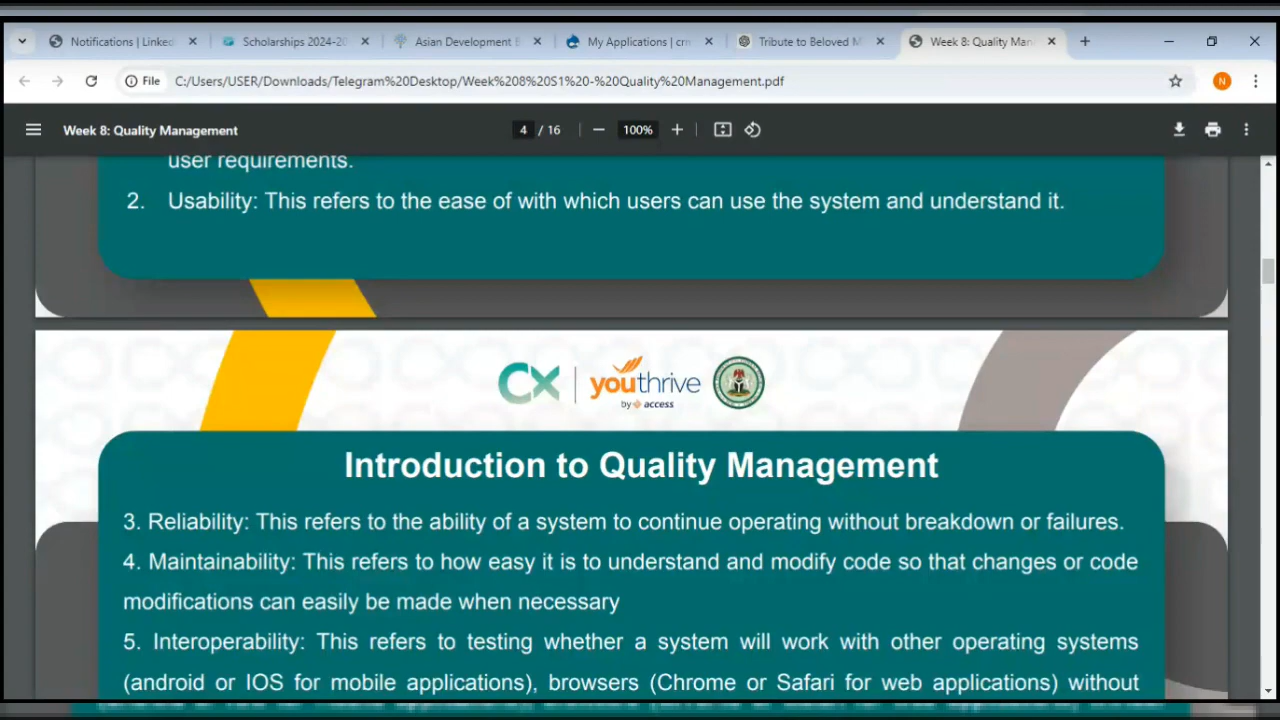 Notifications | Linked
Scholarships 2024-20
Asian Development B
My Applications | crn
Tribute to Beloved M
Week 8: Quality Man
File
C:/Users/USER/Downloads/Telegram%20Desktop/Week%208%20S1%20-%20Quality%20Management.pdf
N
Week 8: Quality Management
4 / 16
100%
user requirements.
2. Usability: This refers to the ease of with which users can use the system and understand it.
CX
youthrive
by access
Introduction to Quality Management
3. Reliability: This refers to the ability of a system to continue operating without breakdown or failures.
4. Maintainability: This refers to how easy it is to understand and modify code so that changes or code
modifications can easily be made when necessary
5. Interoperability: This refers to testing whether a system will work with other operating systems
(android or IOS for mobile applications), browsers (Chrome or Safari for web applications) without